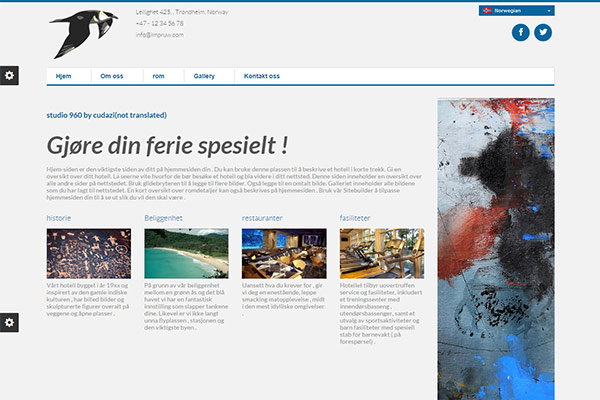 Leilighet 425., Trondheim, Norway
+47 - 12 34 56 78
info@impruw.com
Norwegian
Hjem
Om oss
rom
Gallery
Kontakt oss
studio 960 by cudazi(not translated)
Gjøre din ferie spesielt !
Hjem-siden er den viktigste siden av ditt på hjemmesiden din . Du kan bruke denne plassen til å beskrive et hotell i korte trekk. Gi en
oversikt over ditt hotell. La seerne vite hvorfor de bør besøke et hotell og bla videre i ditt nettsted. Denne siden inneholder en oversikt over
alle andre sider på nettstedet. Bruk glidebryteren til å legge til flere bilder. Også legge til en omtalt bilde. Galleriet inneholder alle bildene
som du har lagt til nettstedet. En kort oversikt over romdetaljer kan også beskrives på hjemmesiden . Bruk vår Sitebuilder å tilpasse
hjemmesiden din til å se ut slik du vil den skal være .
historie
Vårt hotell bygget i år 19xx og
inspirert av den gamle indiske
kulturen , har billed bilder og
skulpturerte figurer overalt på
veggene og åpne plasser .
Beliggenhet
På grunn av vår beliggenhet
mellom en grønn ås og det blå
havet vi har en fantastisk
innstilling som slapper tankene
dine. Likevel er vi ikke langt
unna flyplassen , stasjonen og
den viktigste byen .
restauranter
Uansett hva du krever for , gir
vi deg en enestående, leppe
smacking matopplevelse , midt
i den mest idylliske omgivelser
.
fasiliteter
Hotellet tilbyr uovertruffen
service og fasiliteter, inkludert
et treningssenter med
innendørsbasseng ,
utendørsbassenger, samt et
utvalg av sportsaktiviteter og
barn fasiliteter med spesiell
stab for barnevakt ( på
forespørsel) .